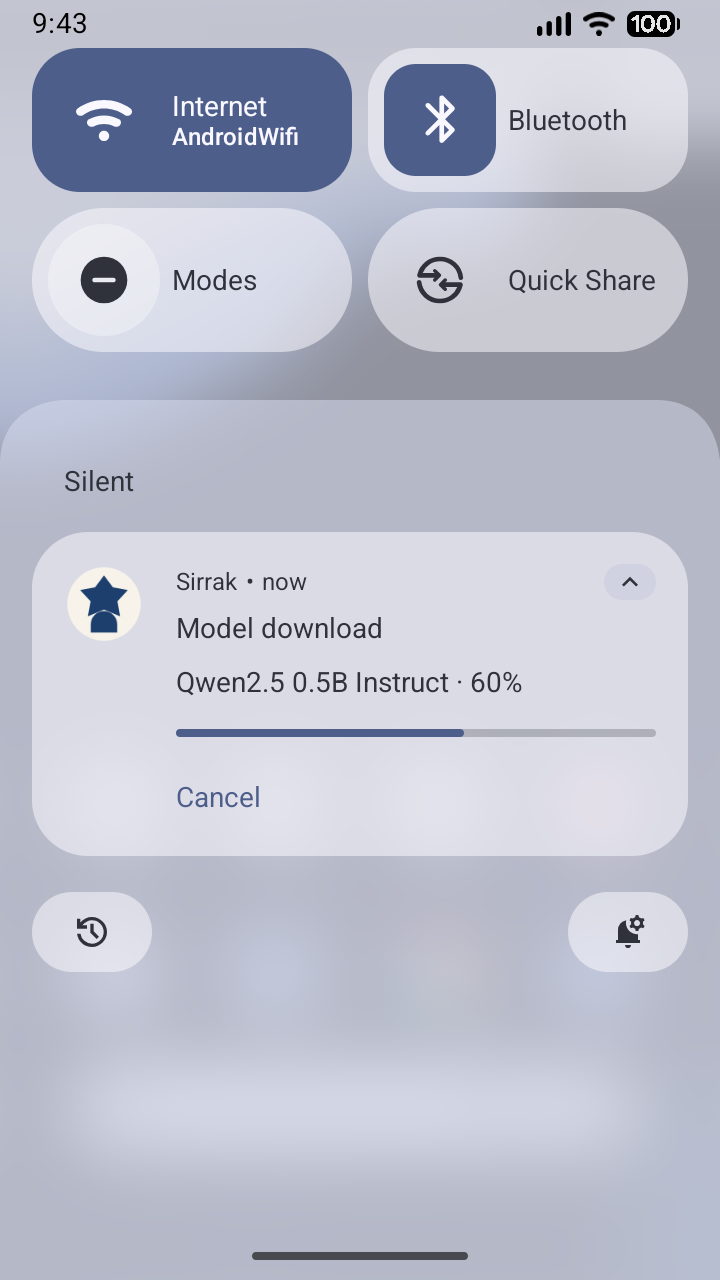 9:43
100
Internet
AndroidWifi
Bluetooth
Modes
Quick Share
Silent
Sirrak • now
Model download
Qwen2.5 0.5B Instruct · 60%
Cancel